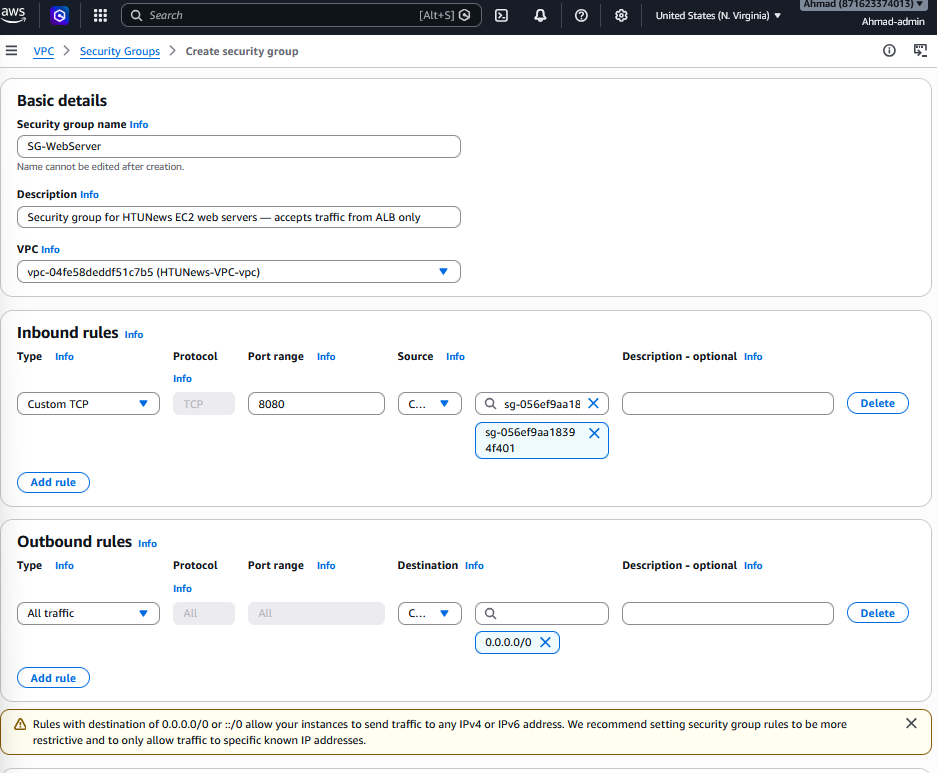 aws
Search [Alt+S] United States (N. Virginia) Ahmad (871623374013)
Ahmad-admin
VPC Security Groups Create security group
Basic details
Security group name Info
SG-WebServer
Name cannot be edited after creation.
Description Info
Security group for HTUNews EC2 web servers — accepts traffic from ALB only
VPC Info
vpc-04fe58deddf51c7b5 (HTUNews-VPC-vpc)
Inbound rules Info
Type Info Protocol Port range Info Source Info Description - optional Info
Info
Custom TCP TCP 8080 C... sg-056ef9aa18 Delete
sg-056ef9aa1839
4f401
Add rule
Outbound rules Info
Type Info Protocol Port range Info Destination Info Description - optional Info
Info
All traffic All All C... Delete
0.0.0.0/0
Add rule
Rules with destination of 0.0.0.0/0 or ::/0 allow your instances to send traffic to any IPv4 or IPv6 address. We recommend setting security group rules to be more
restrictive and to only allow traffic to specific known IP addresses.